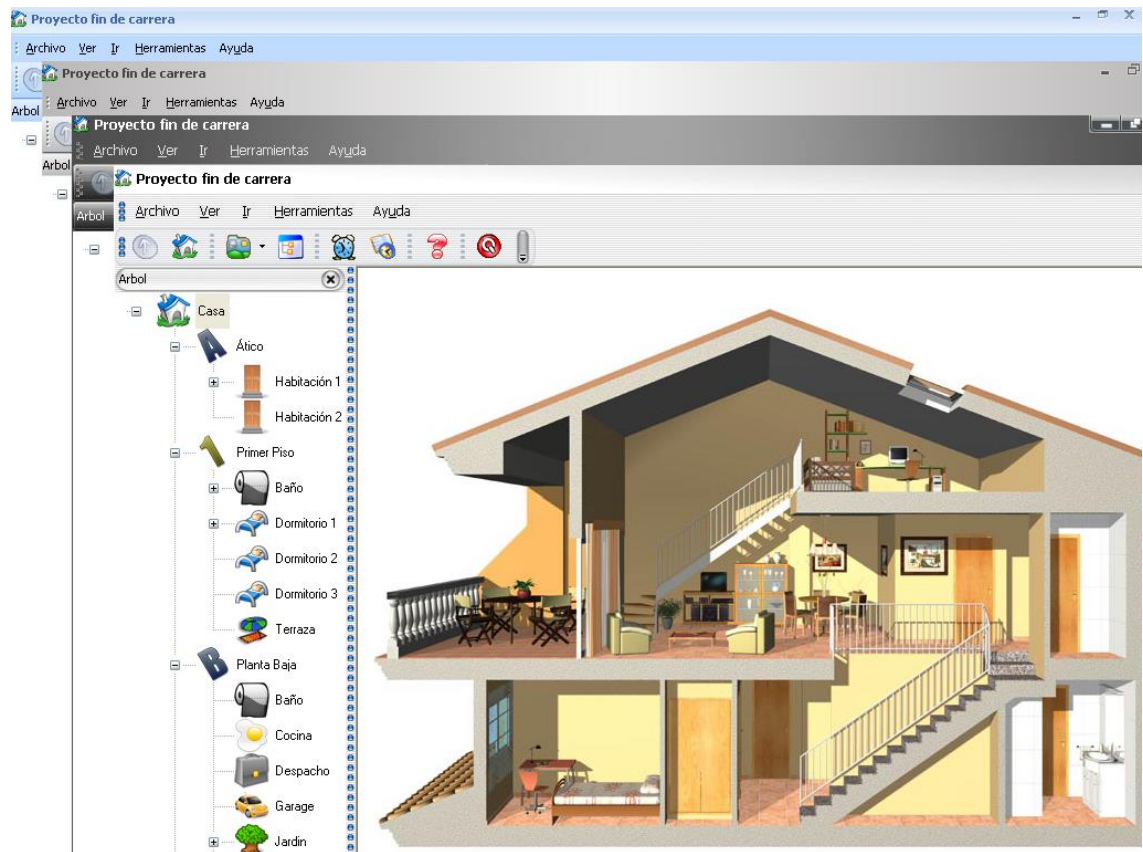 Proyecto fin de carrera
Archivo Ver Ir Herramientas Ayuda
Proyecto fin de carrera
Arbol
Archivo Ver Ir Herramientas Ayuda
Proyecto fin de carrera
Archivo Ver Ir Herramientas Ayuda
Arbol
Proyecto fin de carrera
Arbol
Archivo Ver Ir Herramientas Ayuda
Arbol
Casa
Ático
Habitación 1
Habitación 2
Primer Piso
Baño
Dormitorio 1
Dormitorio 2
Dormitorio 3
Terraza
Planta Baja
Baño
Cocina
Despacho
Garage
Jardin